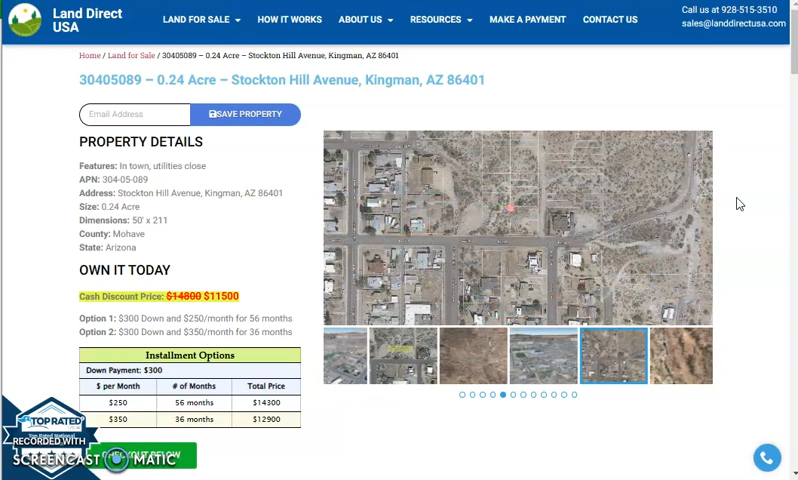 Land Direct
USA
LAND FOR SALE HOW IT WORKS ABOUT US RESOURCES MAKE A PAYMENT CONTACT US
Call us at 928-515-3510
sales@landdirectusa.com
Home / Land for Sale / 30405089 – 0.24 Acre – Stockton Hill Avenue, Kingman, AZ 86401
30405089 – 0.24 Acre – Stockton Hill Avenue, Kingman, AZ 86401
Email Address
SAVE PROPERTY
PROPERTY DETAILS
Features: In town, utilities close
APN: 304-05-089
Address: Stockton Hill Avenue, Kingman, AZ 86401
Size: 0.24 Acre
Dimensions: 50' x 211
County: Mohave
State: Arizona
OWN IT TODAY
Cash Discount Price: $14800 $11500
Option 1: $300 Down and $250/month for 56 months
Option 2: $300 Down and $350/month for 36 months
Installment Options
Down Payment: $300
$ per Month # of Months Total Price
$250 56 months $14300
$350 36 months $12900
TOP RATED
CHECKOUT BELOW
RECORDED WITH
SCREENCAST MATIC